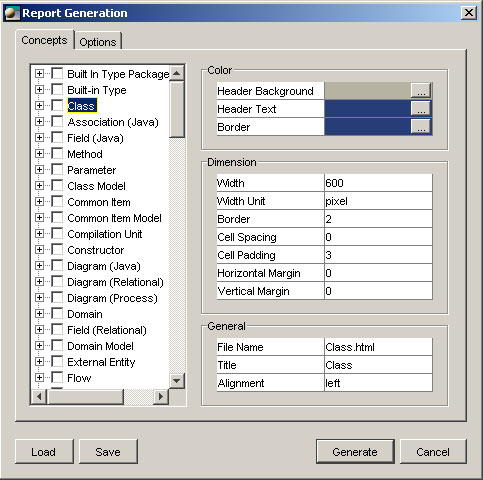 Report Generation
Concepts
Options
Built In Type Package
Built-in Type
Class
Association (Java)
Field (Java)
Method
Parameter
Class Model
Common Item
Common Item Model
Compilation Unit
Constructor
Diagram (Java)
Diagram (Relational)
Diagram (Process)
Domain
Field (Relational)
Domain Model
External Entity
Flow
Color
Header Background ...
Header Text ...
Border ...
Dimension
Width 600
Width Unit pixel
Border 2
Cell Spacing 0
Cell Padding 3
Horizontal Margin 0
Vertical Margin 0
General
File Name Class.html
Title Class
Alignment left
Load
Save
Generate
Cancel